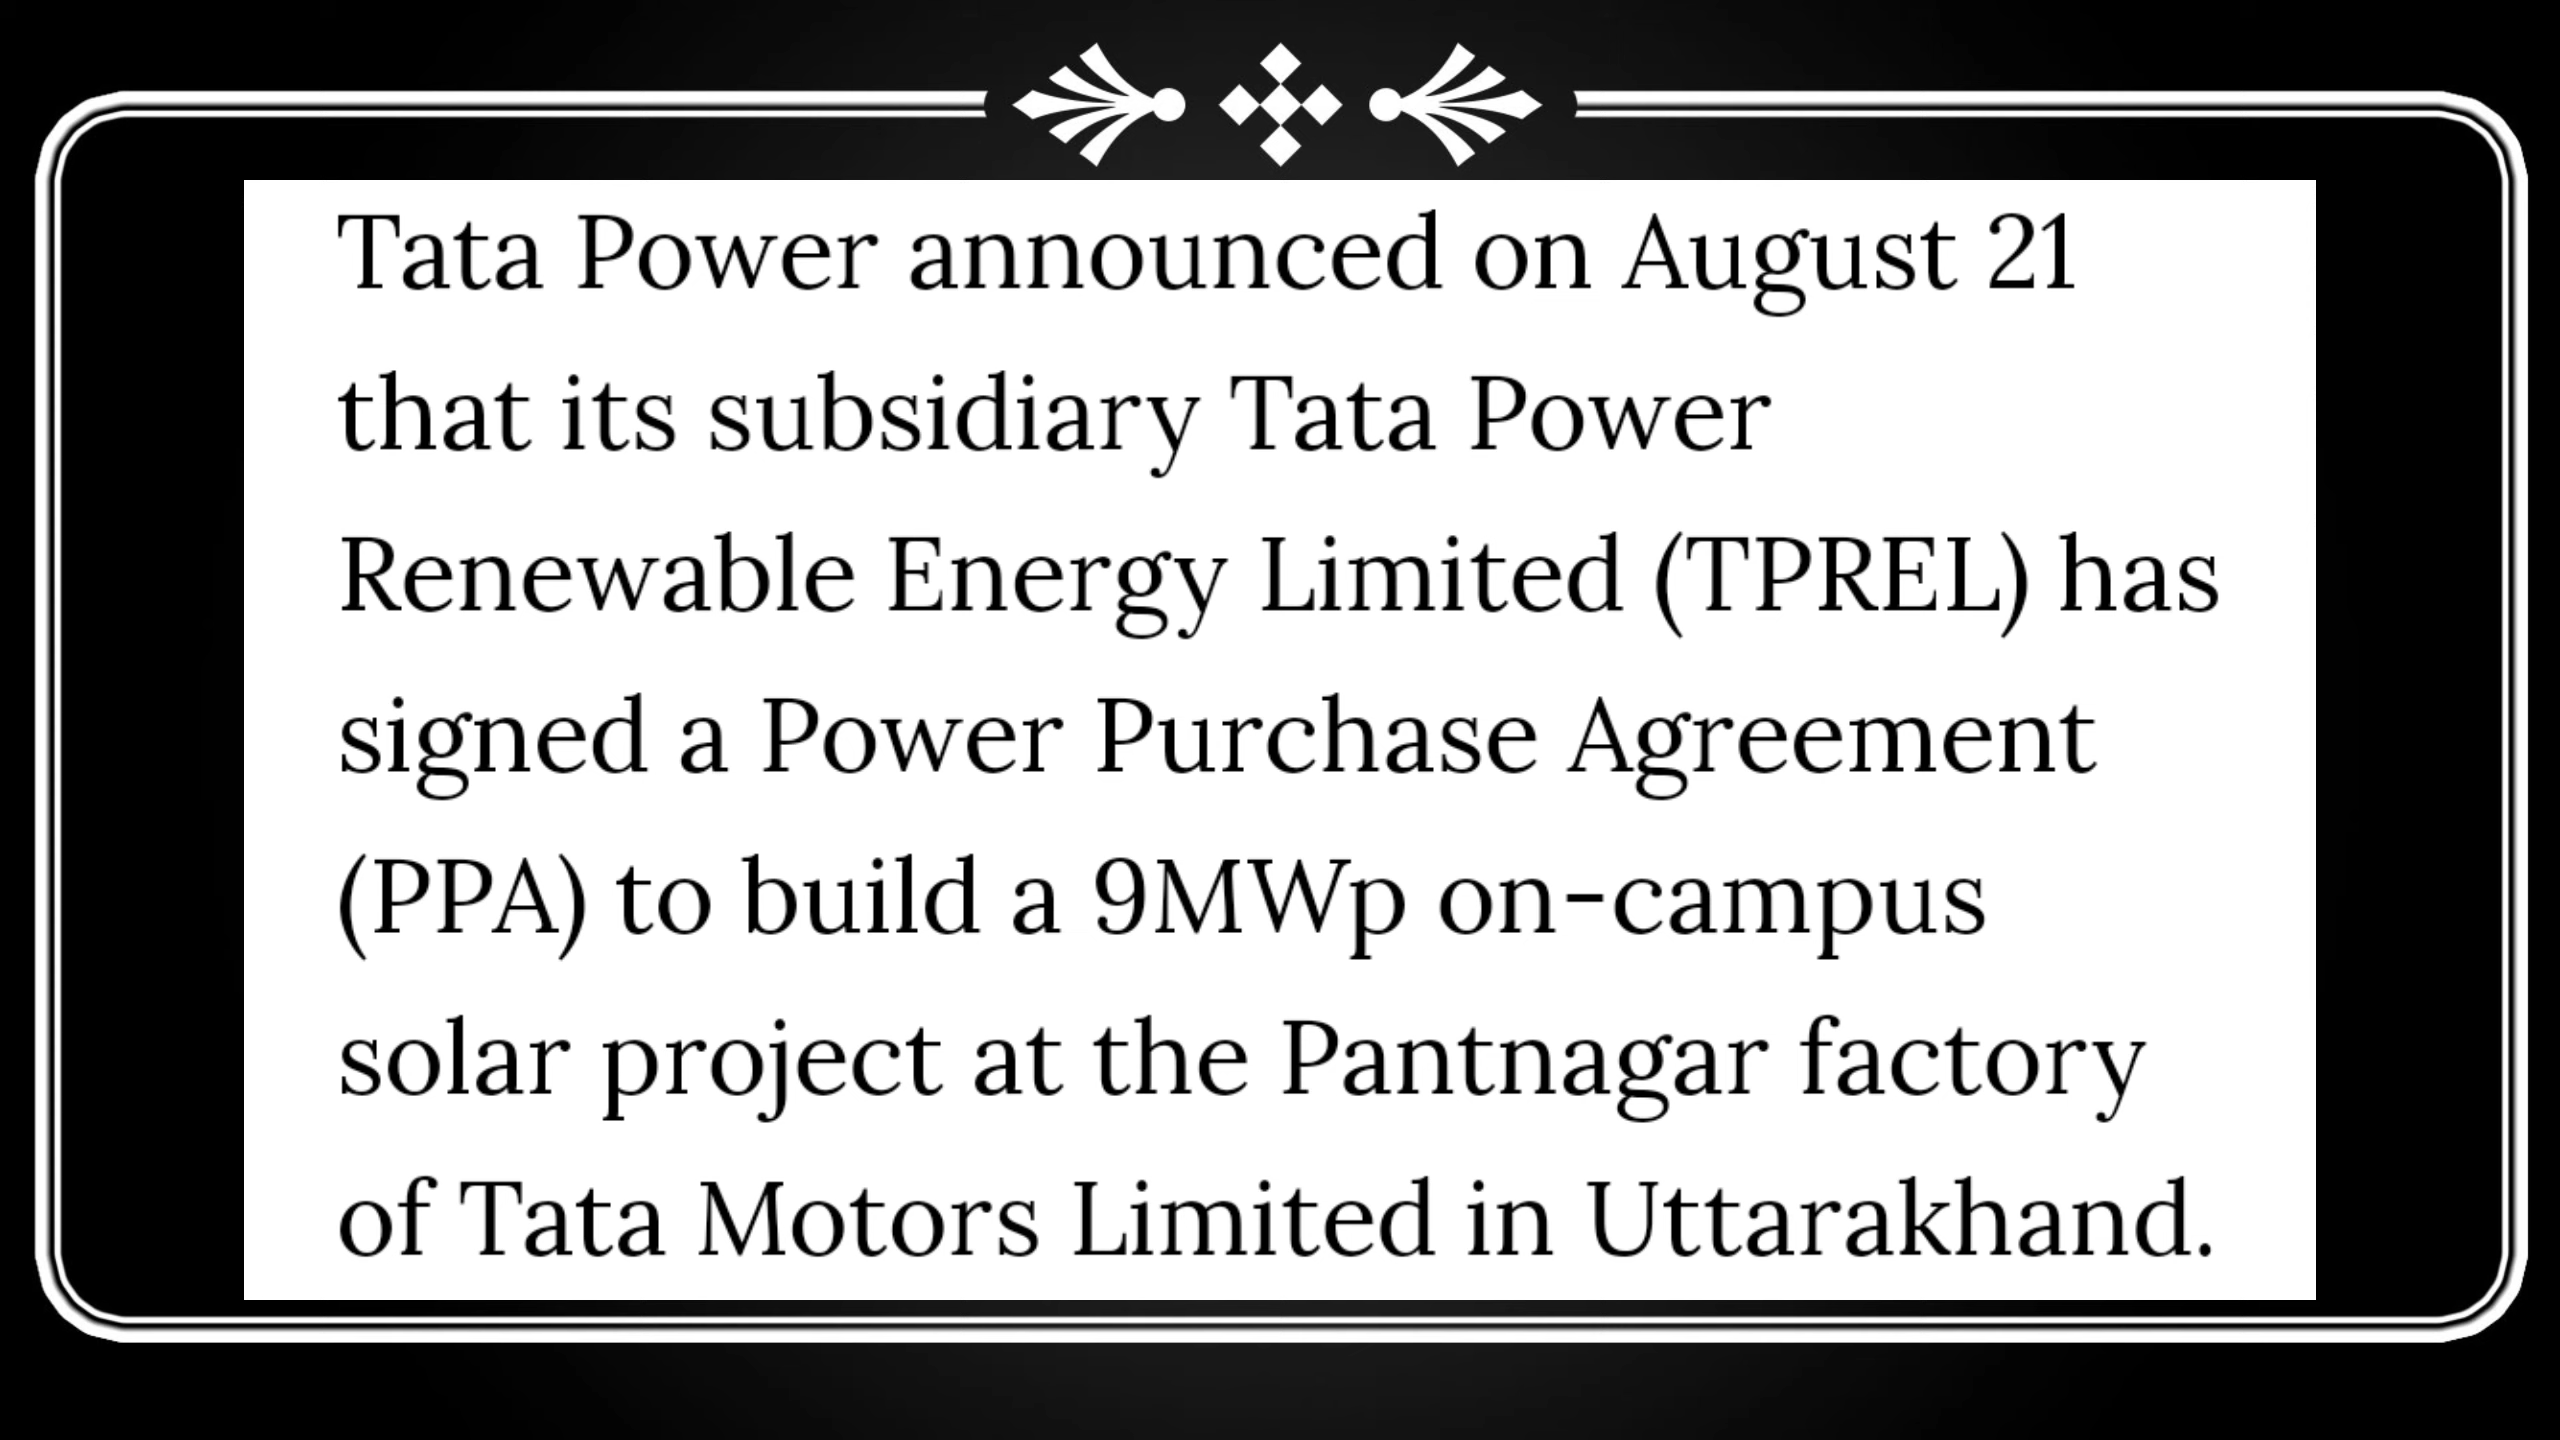 Tata Power announced on August 21
that its subsidiary Tata Power
Renewable Energy Limited (TPREL) has
signed a Power Purchase Agreement
(PPA) to build a 9MWp on-campus
solar project at the Pantnagar factory
of Tata Motors Limited in Uttarakhand.